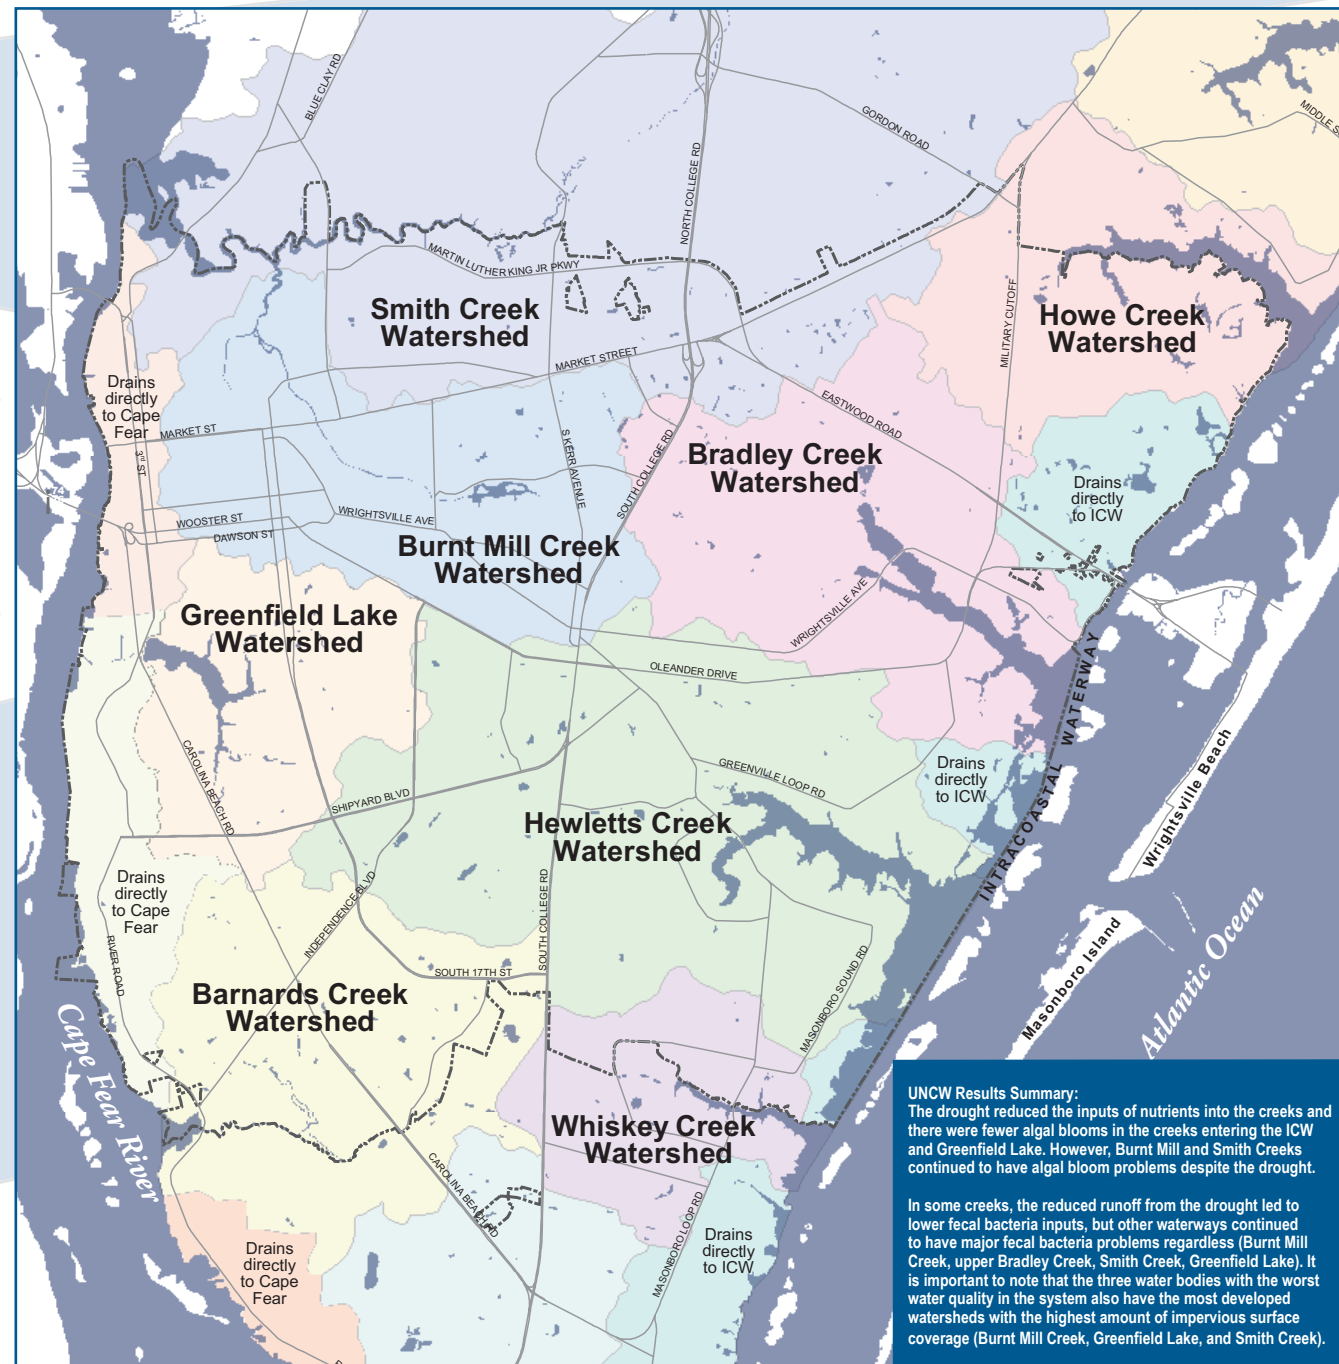 BLUE CLAY RD
NORTH COLLEGE RD
GORDON ROAD
MARTIN LUTHER KING JR PKWY
Smith Creek
Watershed
MILITARY CUTOFF
Howe Creek
Watershed
MARKET STREET
Drains
directly
to Cape
Fear
MARKET ST
3rd ST
EASTWOOD ROAD
S KERR AVENUE
SOUTH COLLEGE RD
Bradley Creek
Watershed
Drains
directly
to ICW
WOOSTER ST
DAWSON ST
WRIGHTSVILLE AVE
Burnt Mill Creek
Watershed
Greenfield Lake
Watershed
WRIGHTSVILLE AVE
OLEANDER DRIVE
INTRACOASTAL WATERWAY
CAROLINA BEACH RD
SHIPYARD BLVD
GREENVILLE LOOP RD
Drains
directly
to ICW
Wrightsville Beach
Hewletts Creek
Watershed
Drains
directly
to Cape
Fear
RIVER ROAD
INDEPENDENCE BLVD
SOUTH COLLEGE RD
SOUTH 17TH ST
MASONBORO SOUND RD
Masonboro Island
Atlantic Ocean
Barnards Creek
Watershed
Cape Fear River
Whiskey Creek
Watershed
CAROLINA BEACH RD
MASONBORO LOOP RD
Drains
directly
to ICW
Drains
directly
to Cape
Fear
UNCW Results Summary:
The drought reduced the inputs of nutrients into the creeks and
there were fewer algal blooms in the creeks entering the ICW
and Greenfield Lake. However, Burnt Mill and Smith Creeks
continued to have algal bloom problems despite the drought.
In some creeks, the reduced runoff from the drought led to
lower fecal bacteria inputs, but other waterways continued
to have major fecal bacteria problems regardless (Burnt Mill
Creek, upper Bradley Creek, Smith Creek, Greenfield Lake). It
is important to note that the three water bodies with the worst
water quality in the system also have the most developed
watersheds with the highest amount of impervious surface
coverage (Burnt Mill Creek, Greenfield Lake, and Smith Creek).